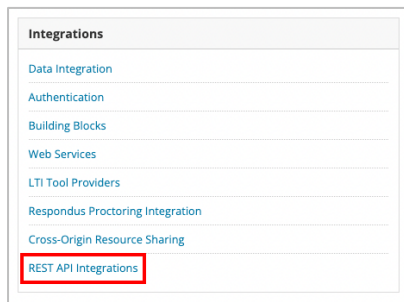 Integrations
Data Integration
Authentication
Building Blocks
Web Services
LTI Tool Providers
Respondus Proctoring Integration
Cross-Origin Resource Sharing
REST API Integrations